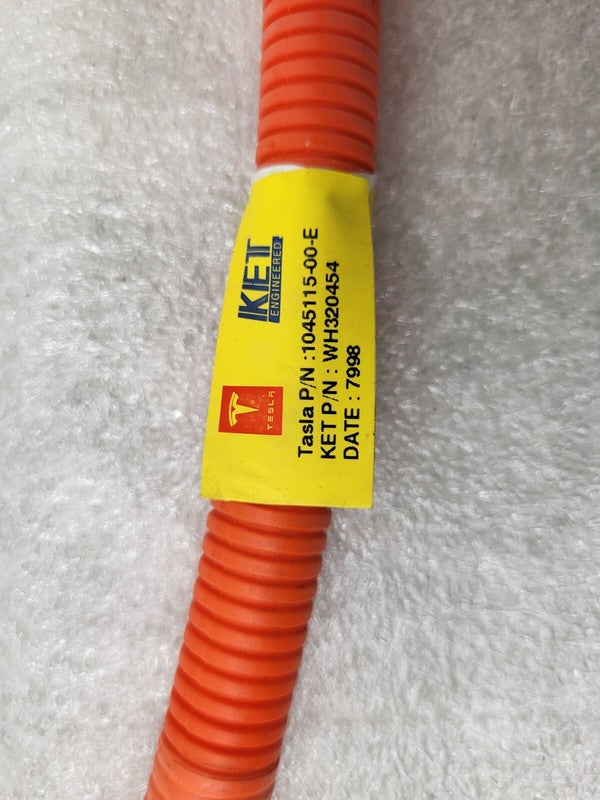 KET
ENGINEERED
TESLA
Tasla P/N :1045115-00-E
KET P/N : WH320454
DATE : 7998